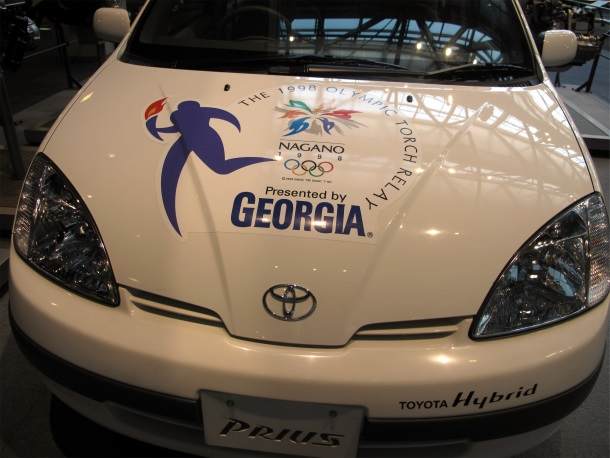 THE 1998 OLYMPIC TORCH RELAY
NAGANO
1998
Presented by
GEORGIA®
TOYOTA Hybrid
PRIUS